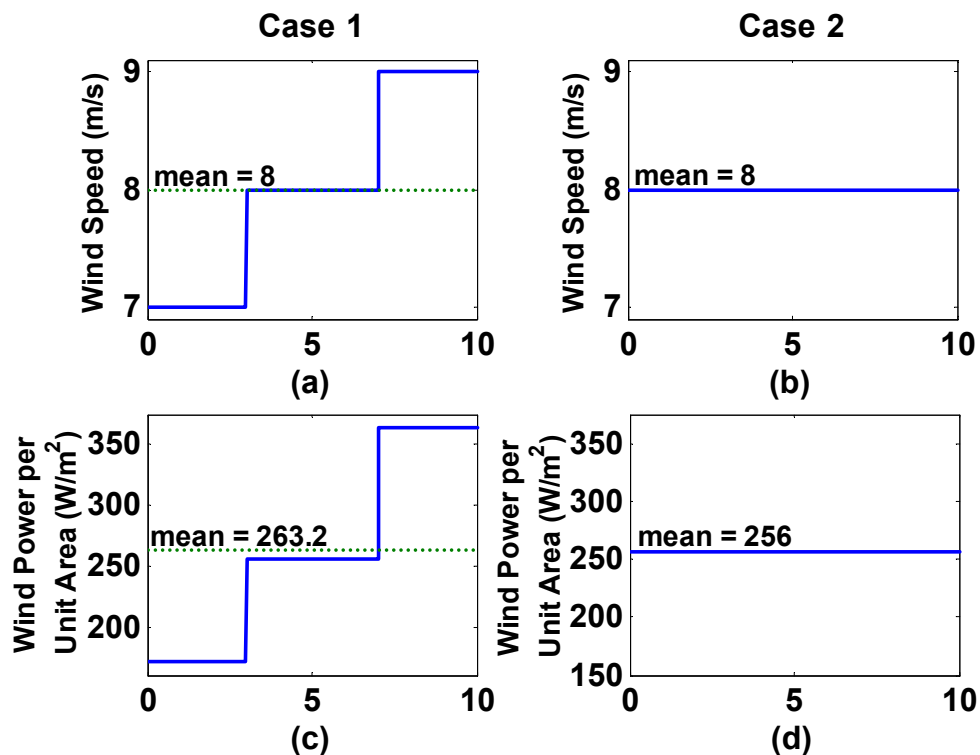 Case 1
Case 2
Wind Speed (m/s)
9
8
7
mean = 8
0 5 10
(a)
Wind Speed (m/s)
9
8
7
mean = 8
0 5 10
(b)
Wind Power per
Unit Area (W/m²)
350
300
250
200
mean = 263.2
0 5 10
(c)
Wind Power per
Unit Area (W/m²)
350
300
250
200
150
mean = 256
0 5 10
(d)